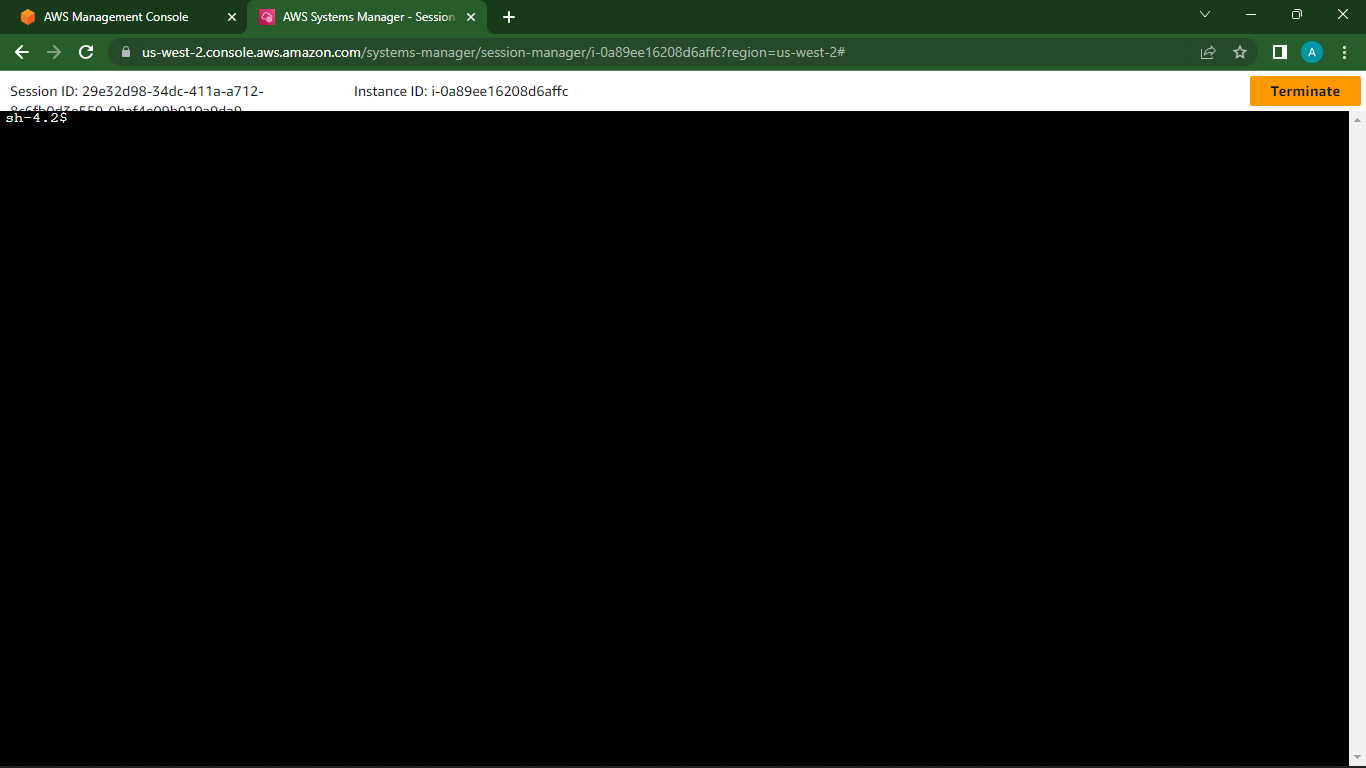 AWS Management Console
AWS Systems Manager - Session
us-west-2.console.aws.amazon.com/systems-manager/session-manager/i-0a89ee16208d6affc?region=us-west-2#
A
Session ID: 29e32d98-34dc-411a-a712-
Instance ID: i-0a89ee16208d6affc
Terminate
sh-4.2$